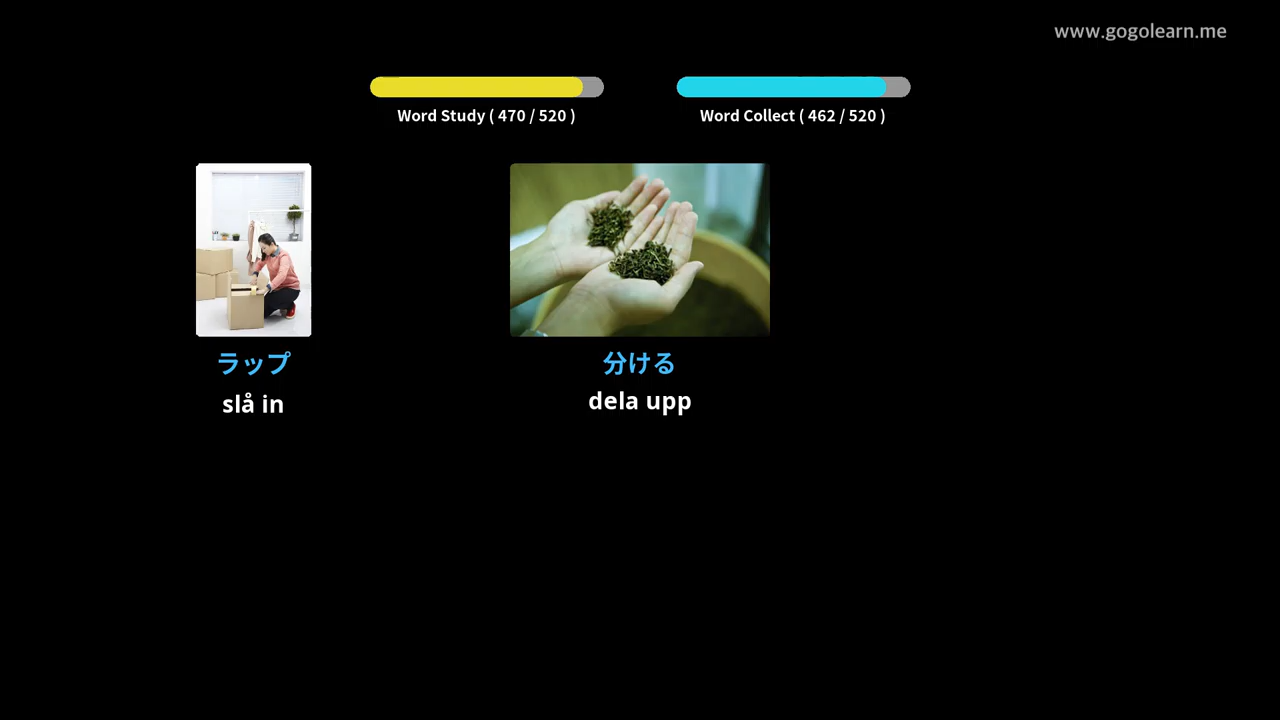 www.gogolearn.me
Word Study ( 470 / 520 )
Word Collect ( 462 / 520 )
ラップ
slå in
分ける
dela upp